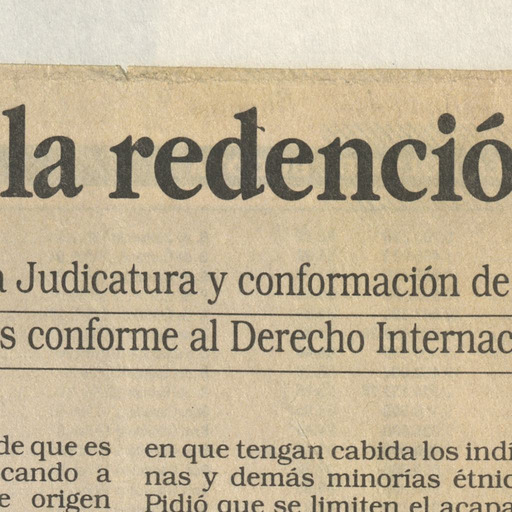 la redenció
a Judicatura y conformación de
s conforme al Derecho Internac
de que es
cando a
e origen
en que tengan cabida los indí
nas y demás minorías étnic
Pidió que se limiten el acapa